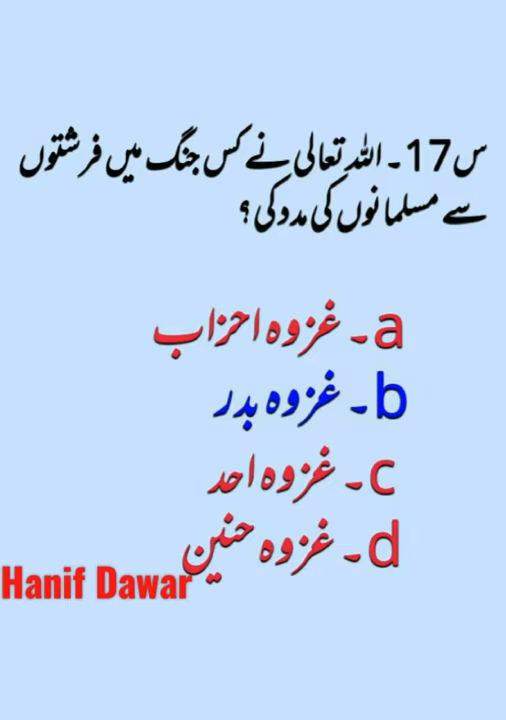 س17۔ اللہ تعالی نے کس جنگ میں فرشتوں
سے مسلمانوں کی مدد کی؟
a۔ غزوہ احزاب
b۔ غزوہ بدر
c۔ غزوہ احد
d۔ غزوہ حنین
Hanif Dawar